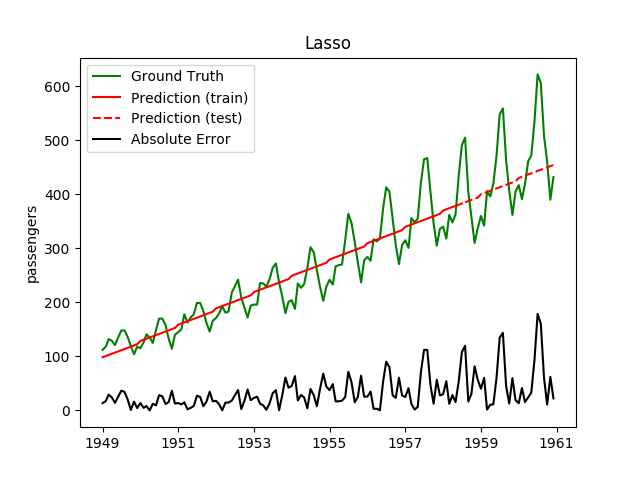 Lasso
Ground Truth
Prediction (train)
Prediction (test)
Absolute Error
passengers
600
500
400
300
200
100
0
1949 1951 1953 1955 1957 1959 1961